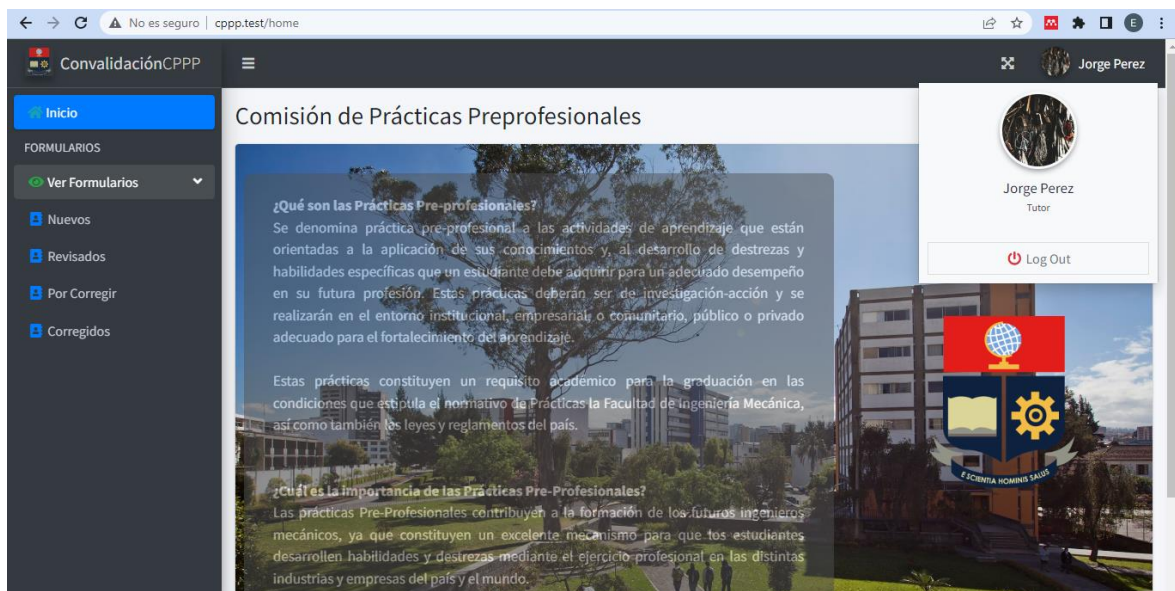 No es seguro | cppp.test/home
E
ConvalidaciónCPPP
Jorge Perez
Inicio
FORMULARIOS
Ver Formularios
Nuevos
Revisados
Por Corregir
Corregidos
Comisión de Prácticas Preprofesionales
¿Qué son las Prácticas Pre-profesionales?
Se denomina práctica pre-profesional a las actividades de aprendizaje que están
orientadas a la aplicación de sus conocimientos y, al desarrollo de destrezas y
habilidades específicas que un estudiante debe adquirir para un adecuado desempeño
en su futura profesión. Estas prácticas deberán ser de investigación-acción y se
realizarán en el entorno institucional, empresarial, o comunitario, público o privado
adecuado para el fortalecimiento del aprendizaje.
Estas prácticas constituyen un requisito académico para la graduación en las
condiciones que estipula el normativo de Prácticas la Facultad de Ingeniería Mecánica,
así como también las leyes y reglamentos del país.
¿Cuál es la importancia de las Prácticas Pre-Profesionales?
Las prácticas Pre-Profesionales contribuyen a la formación de los futuros ingenieros
mecánicos, ya que constituyen un excelente mecanismo para que los estudiantes
desarrollen habilidades y destrezas mediante el ejercicio profesional en las distintas
industrias y empresas del país y el mundo.
Jorge Perez
Tutor
Log Out
E SCIENTIA HOMINIS SALUS